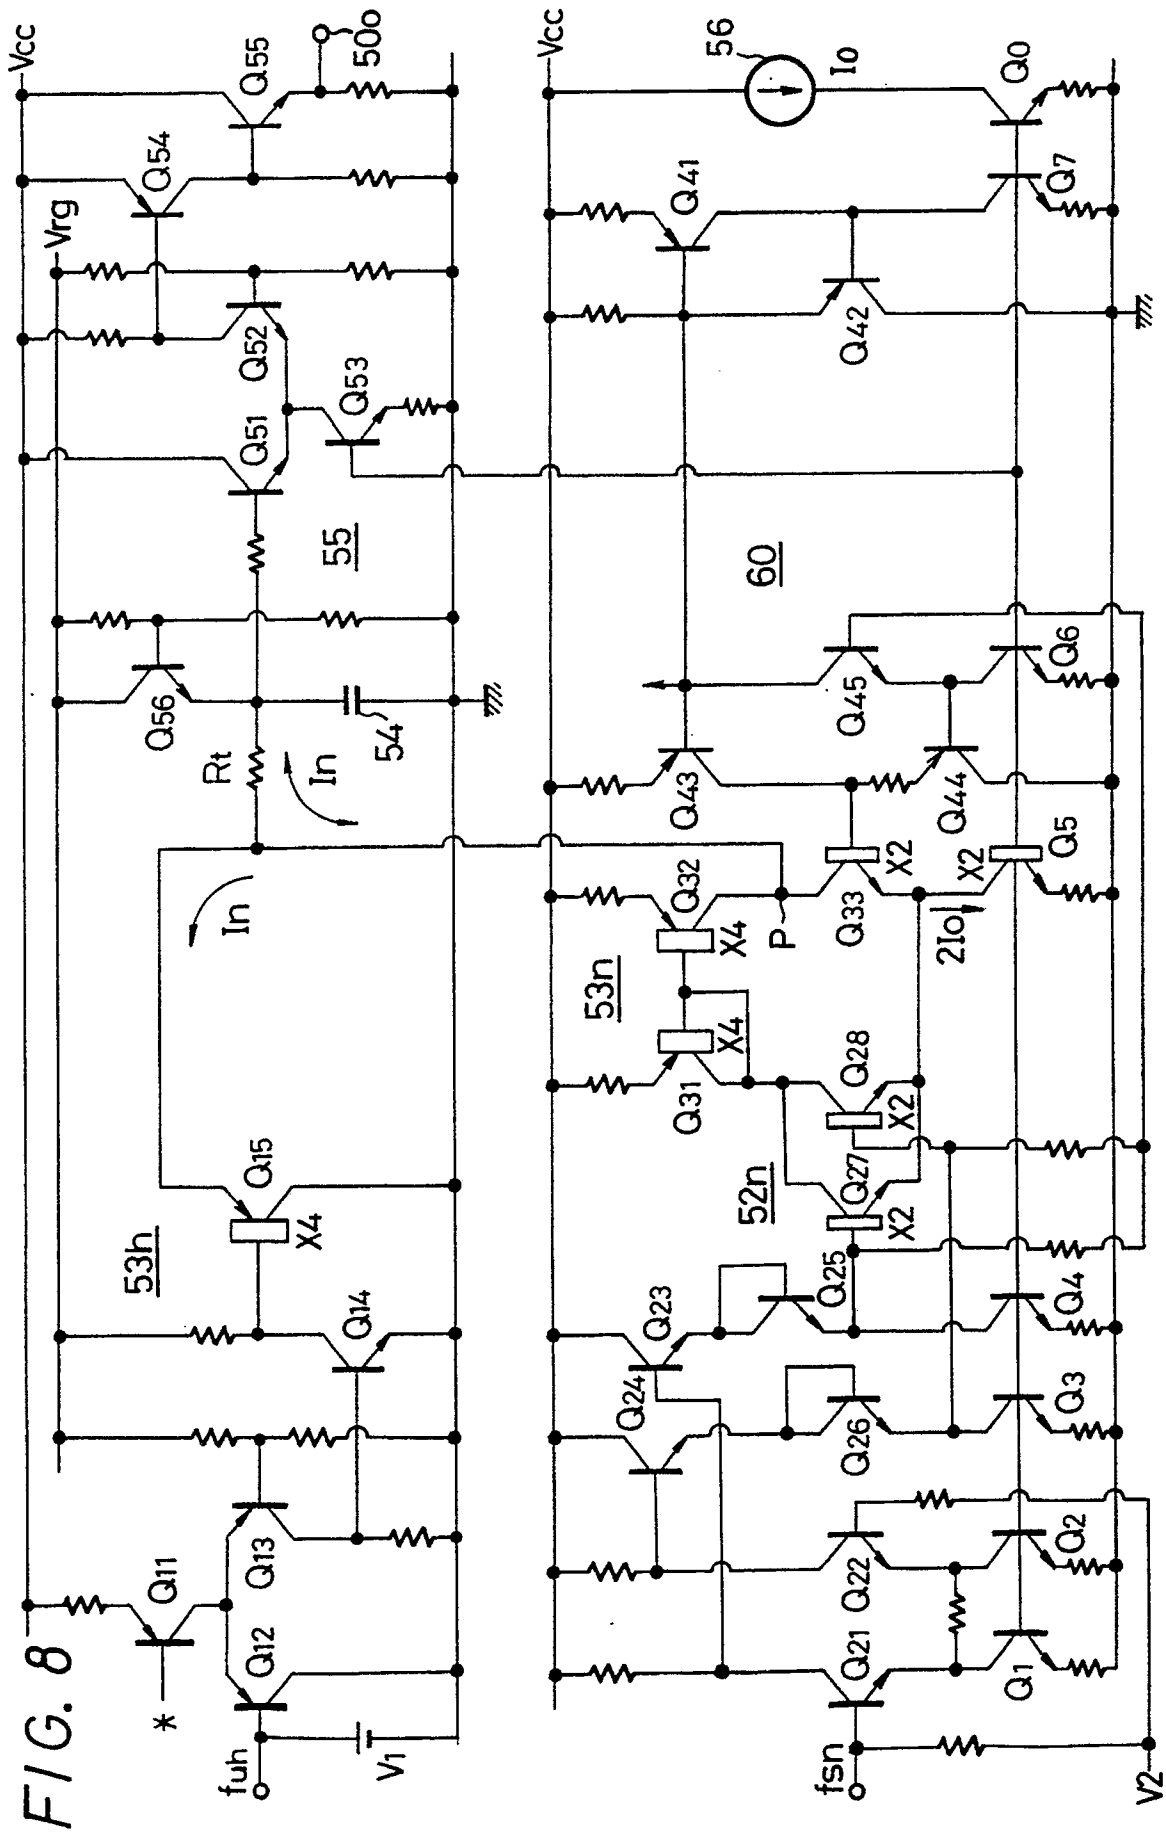 FIG. 8
Vcc
Vrg
*
Q11
Q12
Q13
fuh
V1
53h
Q14
Q15
X4
In
Rt
In
54
Q56
55
Q51
Q52
Q53
Q54
Q55
50o
Vcc
fsn
V2
Q21
Q22
Q1
Q2
Q24
Q23
Q26
Q25
Q3
Q4
52n
Q27
X2
Q28
X2
53n
Q31
X4
Q32
X4
P
Q33
X2
2Io
X2
Q5
Q43
Q44
Q45
Q6
60
Q42
Q41
Q7
56
Io
Q0